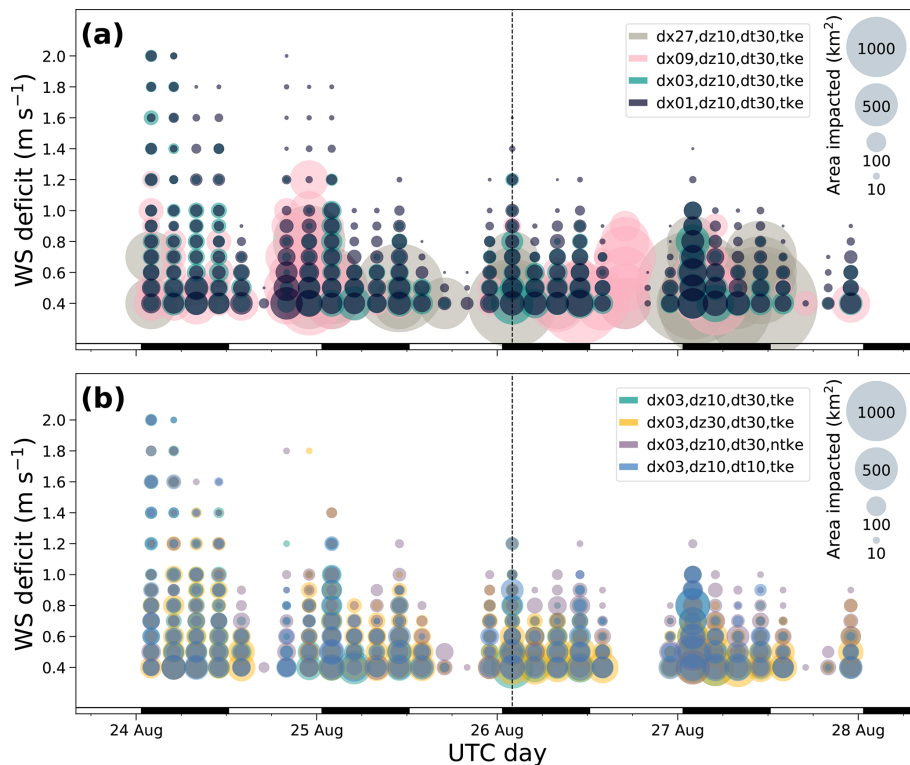 (a)
WS deficit (m s⁻¹)
2.0
1.8
1.6
1.4
1.2
1.0
0.8
0.6
0.4
dx27,dz10,dt30,tke
dx09,dz10,dt30,tke
dx03,dz10,dt30,tke
dx01,dz10,dt30,tke
Area impacted (km²)
1000
500
100
10
(b)
WS deficit (m s⁻¹)
2.0
1.8
1.6
1.4
1.2
1.0
0.8
0.6
0.4
dx03,dz10,dt30,tke
dx03,dz30,dt30,tke
dx03,dz10,dt30,ntke
dx03,dz10,dt10,tke
Area impacted (km²)
1000
500
100
10
24 Aug 25 Aug 26 Aug 27 Aug 28 Aug
UTC day